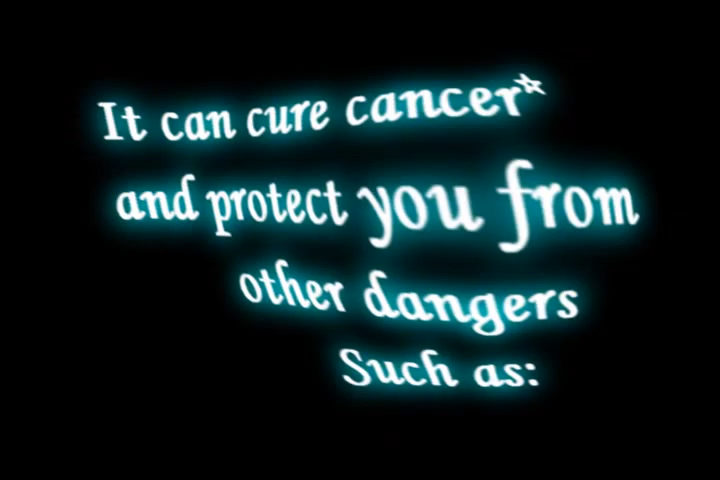 It can cure cancer*
and protect you from
other dangers
Such as: